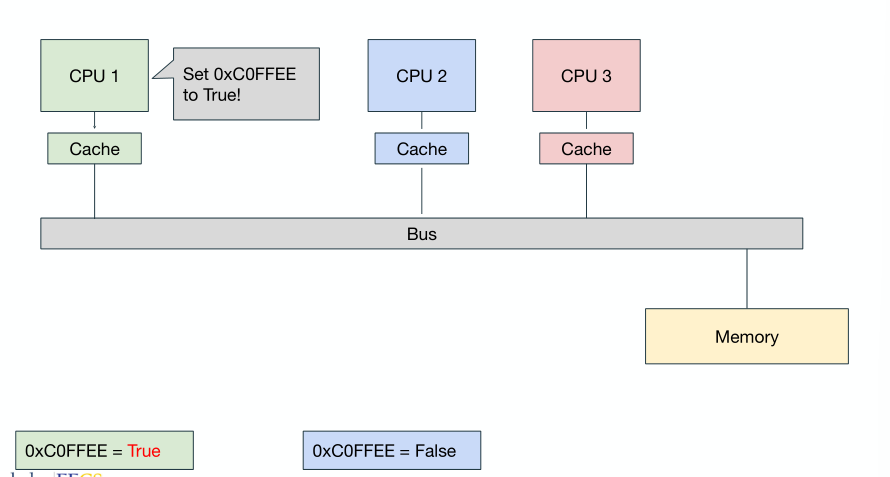 CPU 1
Set 0xC0FFEE
to True!
CPU 2
CPU 3
Cache
Cache
Cache
Bus
Memory
0xC0FFEE = True
0xC0FFEE = False